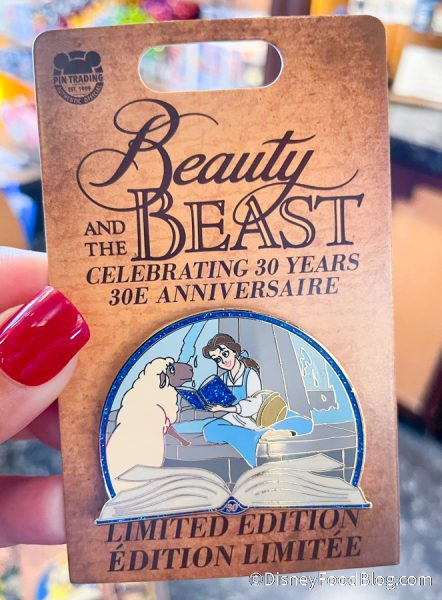 PIN TRADING
EST. 1999
Beauty
AND
THE BEAST
CELEBRATING 30 YEARS
30E ANNIVERSAIRE
30
LIMITED EDITION
ÉDITION LIMITÉE
©DisneyFoodBlog.com